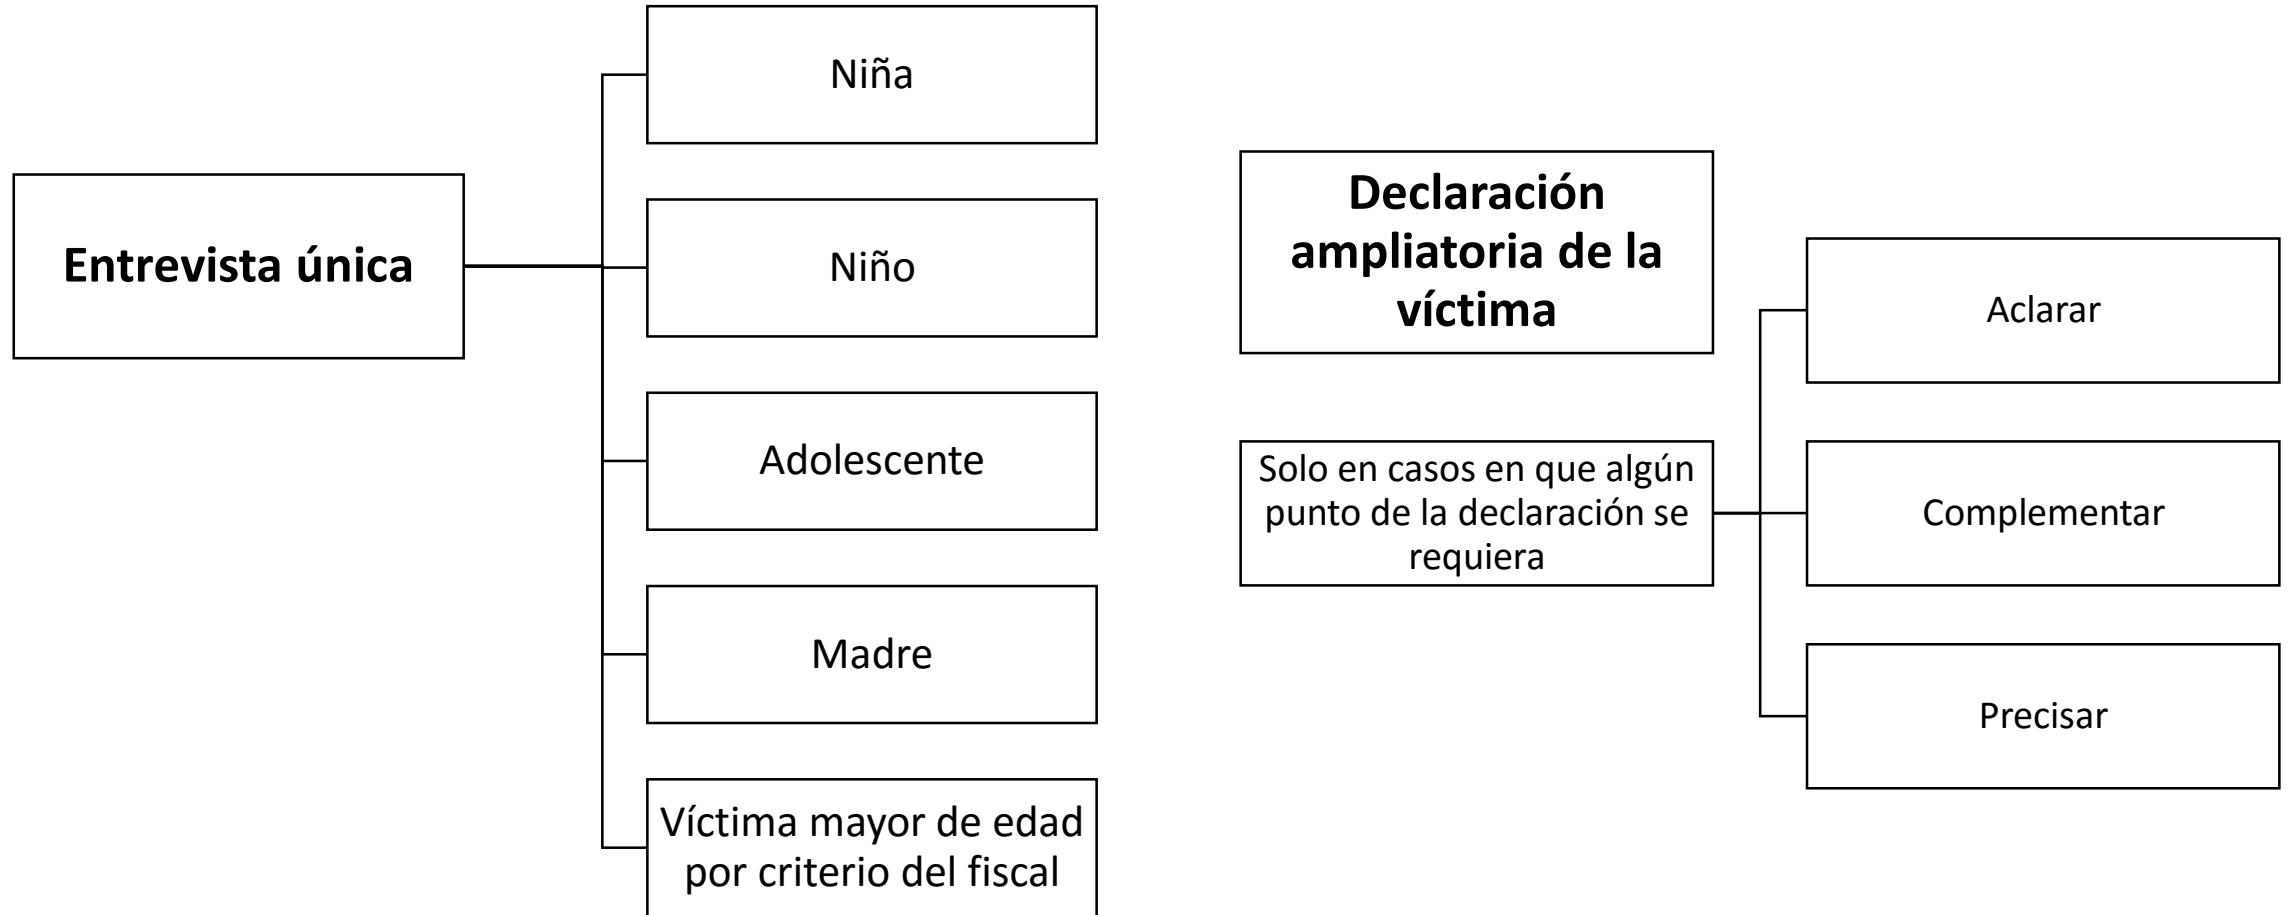 Entrevista única
Niña
Niño
Adolescente
Madre
Víctima mayor de edad
por criterio del fiscal
Declaración
ampliatoria de la
víctima
Solo en casos en que algún
punto de la declaración se
requiera
Aclarar
Complementar
Precisar